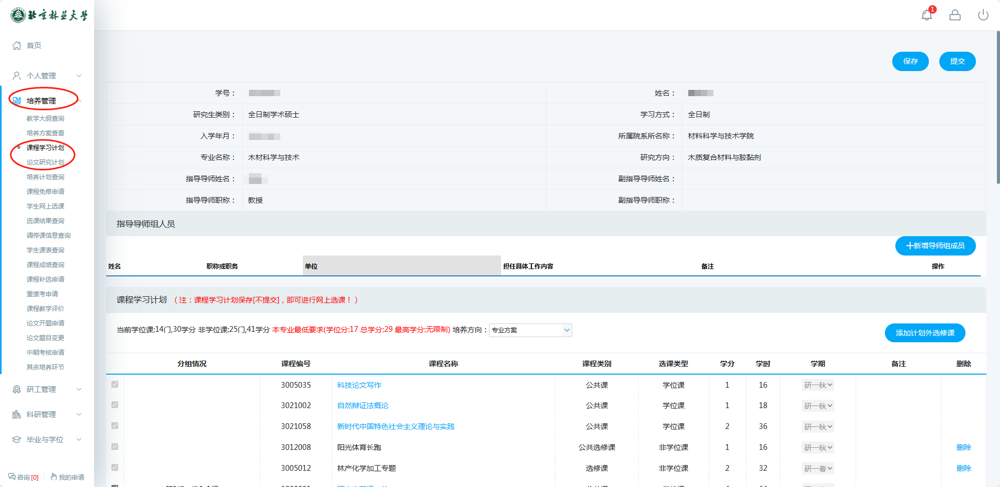 北京林业大学
1
首页
个人管理
培养管理
教学大纲查询
培养方案查看
课程学习计划
论文研究计划
培养计划查询
课程免修申请
学生网上选课
选课结果查询
调停课信息查询
学生课表查询
课程成绩查询
课程补选申请
重缓考申请
课程教学评价
论文开题申请
论文题目变更
中期考核申请
其余培养环节
研工管理
科研管理
毕业与学位
咨询[0] 我的申请
保存 提交
学号： 姓名：
研究生类别： 全日制学术硕士 学习方式： 全日制
入学年月： 所属院系所名称： 材料科学与技术学院
专业名称： 木材科学与技术 研究方向： 木质复合材料与胶黏剂
指导导师姓名： 副指导导师姓名：
指导导师职称： 教授 副指导导师职称：
指导导师组人员
十新增导师组成员
姓名 职称或职务 单位 担任具体工作内容 备注 操作
课程学习计划 （注：课程学习计划保存[不提交]，即可进行网上选课！）
当前学位课:14门,30学分 非学位课:25门,41学分 本专业最低要求(学位分:17 总学分:29 最高学分:无限制) 培养方向： 专业方案
添加计划外选修课
分组情况 课程编号 课程名称 课程类别 选课类型 学分 学时 学期 备注 删除
3005035 科技论文写作 公共课 学位课 1 16 研一秋
3021002 自然辩证法概论 公共课 学位课 1 18 研一秋
3021058 新时代中国特色社会主义理论与实践 公共课 学位课 2 36 研一秋
3012008 阳光体育长跑 公共选修课 非学位课 1 16 研一秋 删除
3005012 林产化学加工专题 选修课 非学位课 2 32 研一春 删除